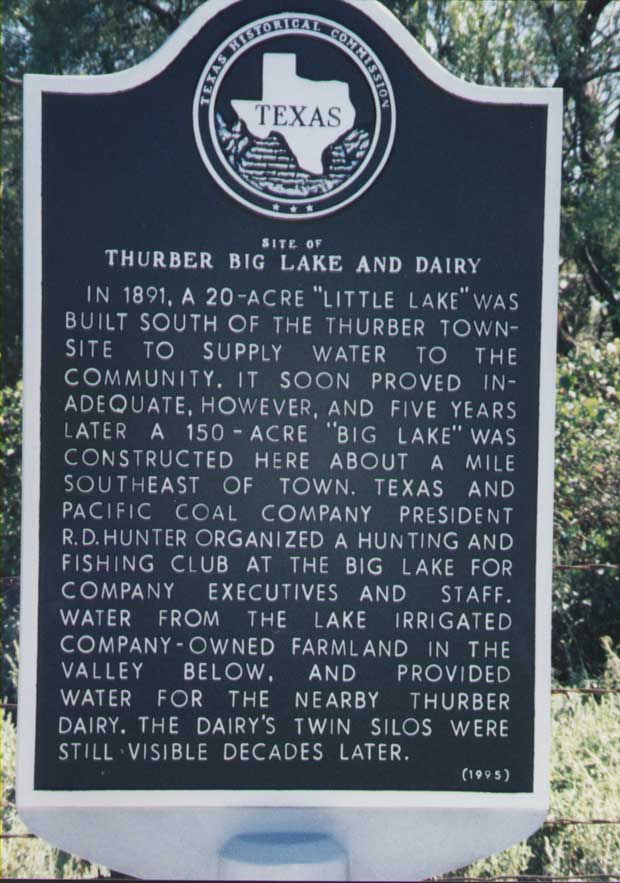 TEXAS HISTORICAL COMMISSION
TEXAS
SITE OF
THURBER BIG LAKE AND DAIRY
IN 1891, A 20-ACRE "LITTLE LAKE" WAS
BUILT SOUTH OF THE THURBER TOWN-
SITE TO SUPPLY WATER TO THE
COMMUNITY. IT SOON PROVED IN-
ADEQUATE, HOWEVER, AND FIVE YEARS
LATER A 150-ACRE "BIG LAKE" WAS
CONSTRUCTED HERE ABOUT A MILE
SOUTHEAST OF TOWN. TEXAS AND
PACIFIC COAL COMPANY PRESIDENT
R.D. HUNTER ORGANIZED A HUNTING AND
FISHING CLUB AT THE BIG LAKE FOR
COMPANY EXECUTIVES AND STAFF.
WATER FROM THE LAKE IRRIGATED
COMPANY-OWNED FARMLAND IN THE
VALLEY BELOW, AND PROVIDED
WATER FOR THE NEARBY THURBER
DAIRY. THE DAIRY'S TWIN SILOS WERE
STILL VISIBLE DECADES LATER.
(1995)